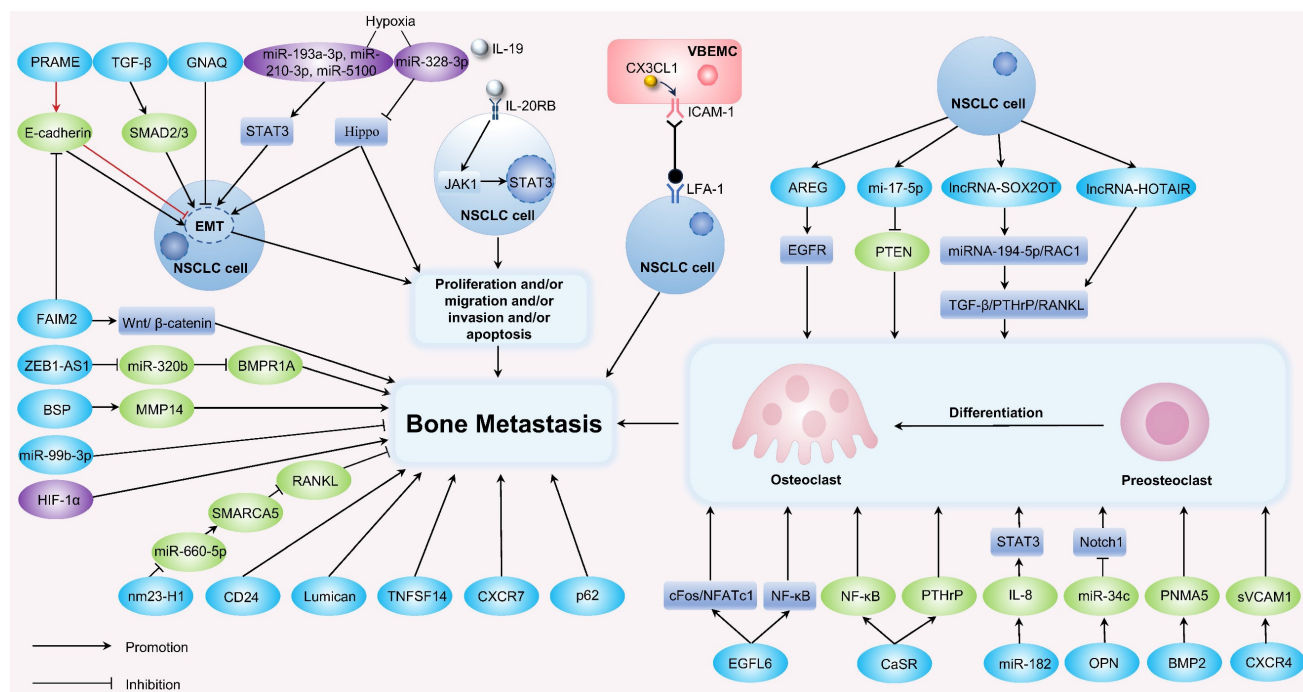 Hypoxia
PRAME
TGF-β
GNAQ
miR-193a-3p, miR-
210-3p, miR-5100
miR-328-3p
IL-19
E-cadherin
SMAD2/3
STAT3
Hippo
IL-20RB
JAK1
STAT3
NSCLC cell
EMT
NSCLC cell
Proliferation and/or
migration and/or
invasion and/or
apoptosis
VBEMC
CX3CL1
ICAM-1
LFA-1
NSCLC cell
NSCLC cell
AREG
mi-17-5p
lncRNA-SOX2OT
lncRNA-HOTAIR
EGFR
PTEN
miRNA-194-5p/RAC1
TGF-β/PTHrP/RANKL
FAIM2
Wnt/ β-catenin
ZEB1-AS1
miR-320b
BMPR1A
BSP
MMP14
miR-99b-3p
HIF-1α
Bone Metastasis
Differentiation
Osteoclast
Preosteoclast
RANKL
SMARCA5
miR-660-5p
nm23-H1
CD24
Lumican
TNFSF14
CXCR7
p62
STAT3
Notch1
cFos/NFATc1
NF-κB
NF-κB
PTHrP
IL-8
miR-34c
PNMA5
sVCAM1
EGFL6
CaSR
miR-182
OPN
BMP2
CXCR4
Promotion
Inhibition